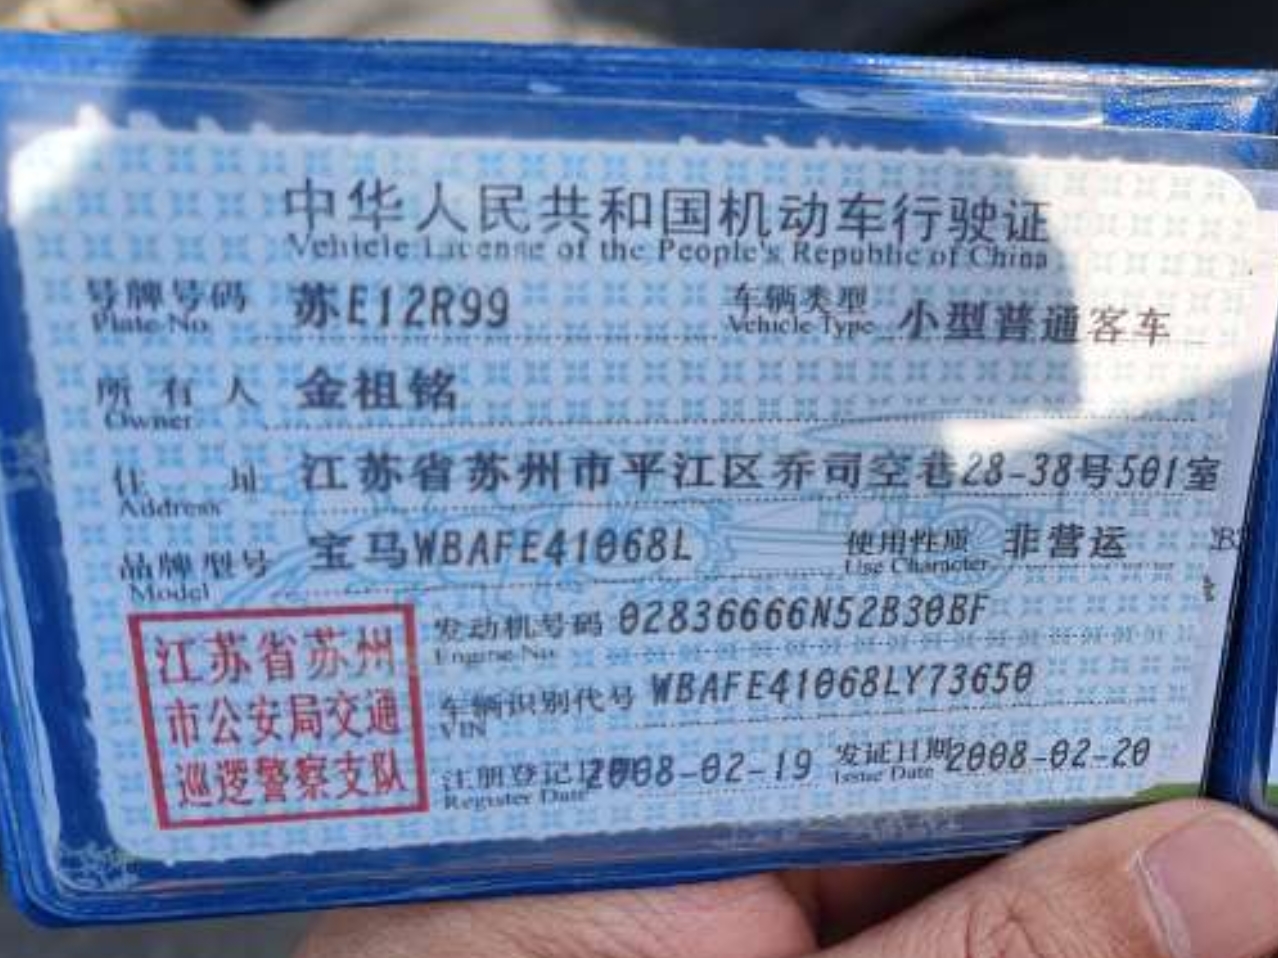 中华人民共和国机动车行驶证
Vehicle License of the People's Republic of China
号牌号码 苏E12R99 车辆类型 小型普通客车
Plate No. Vehicle Type
所有人 金祖铭
Owner
住址 江苏省苏州市平江区乔司空巷28-38号501室
Address
品牌型号 宝马WBAFE41068L 使用性质 非营运
Model Use Character
江苏省苏州
市公安局交通
巡逻警察支队
发动机号码 02836666N52B30BF
Engine No.
车辆识别代号 WBAFE41068LY73650
VIN
注册登记日期 2008-02-19 发证日期 2008-02-20
Register Date Issue Date